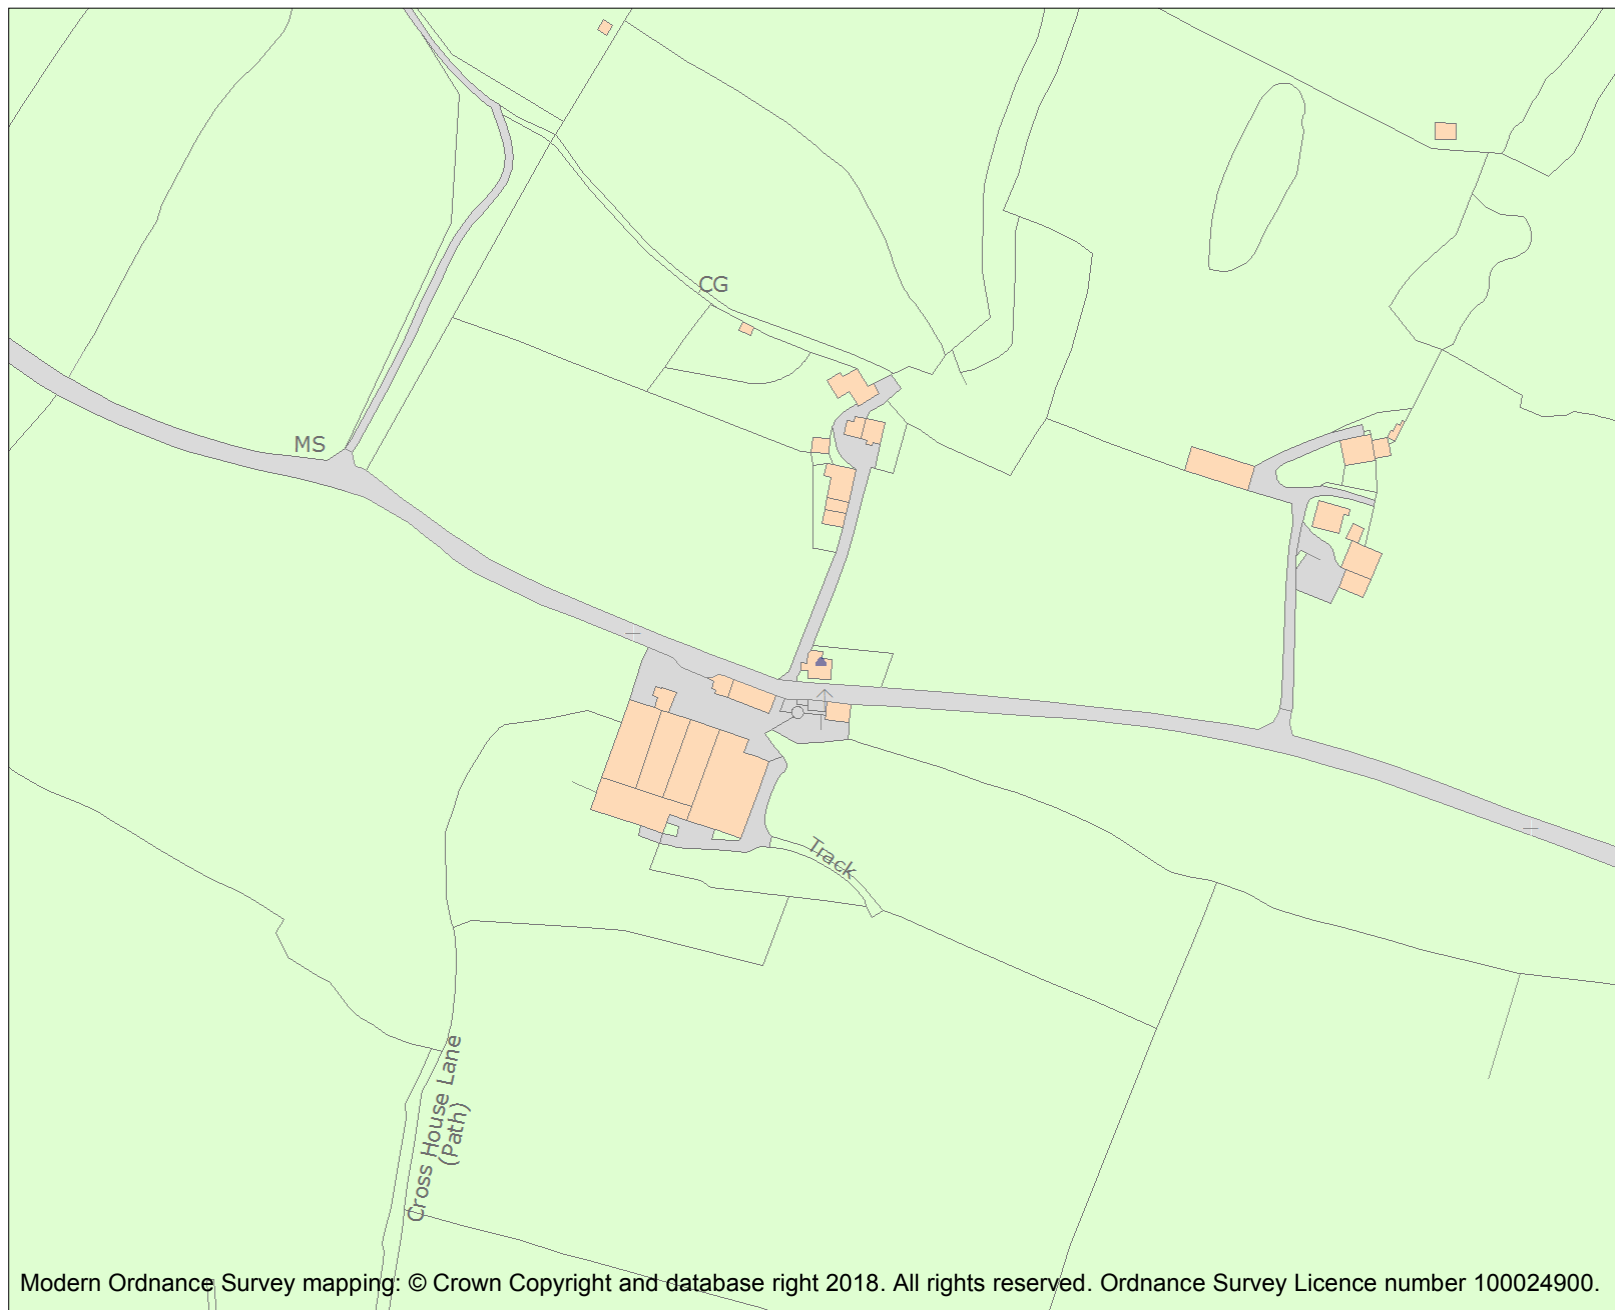 CG
MS
Track
Cross House Lane
(Path)
Modern Ordnance Survey mapping: © Crown Copyright and database right 2018. All rights reserved. Ordnance Survey Licence number 100024900.